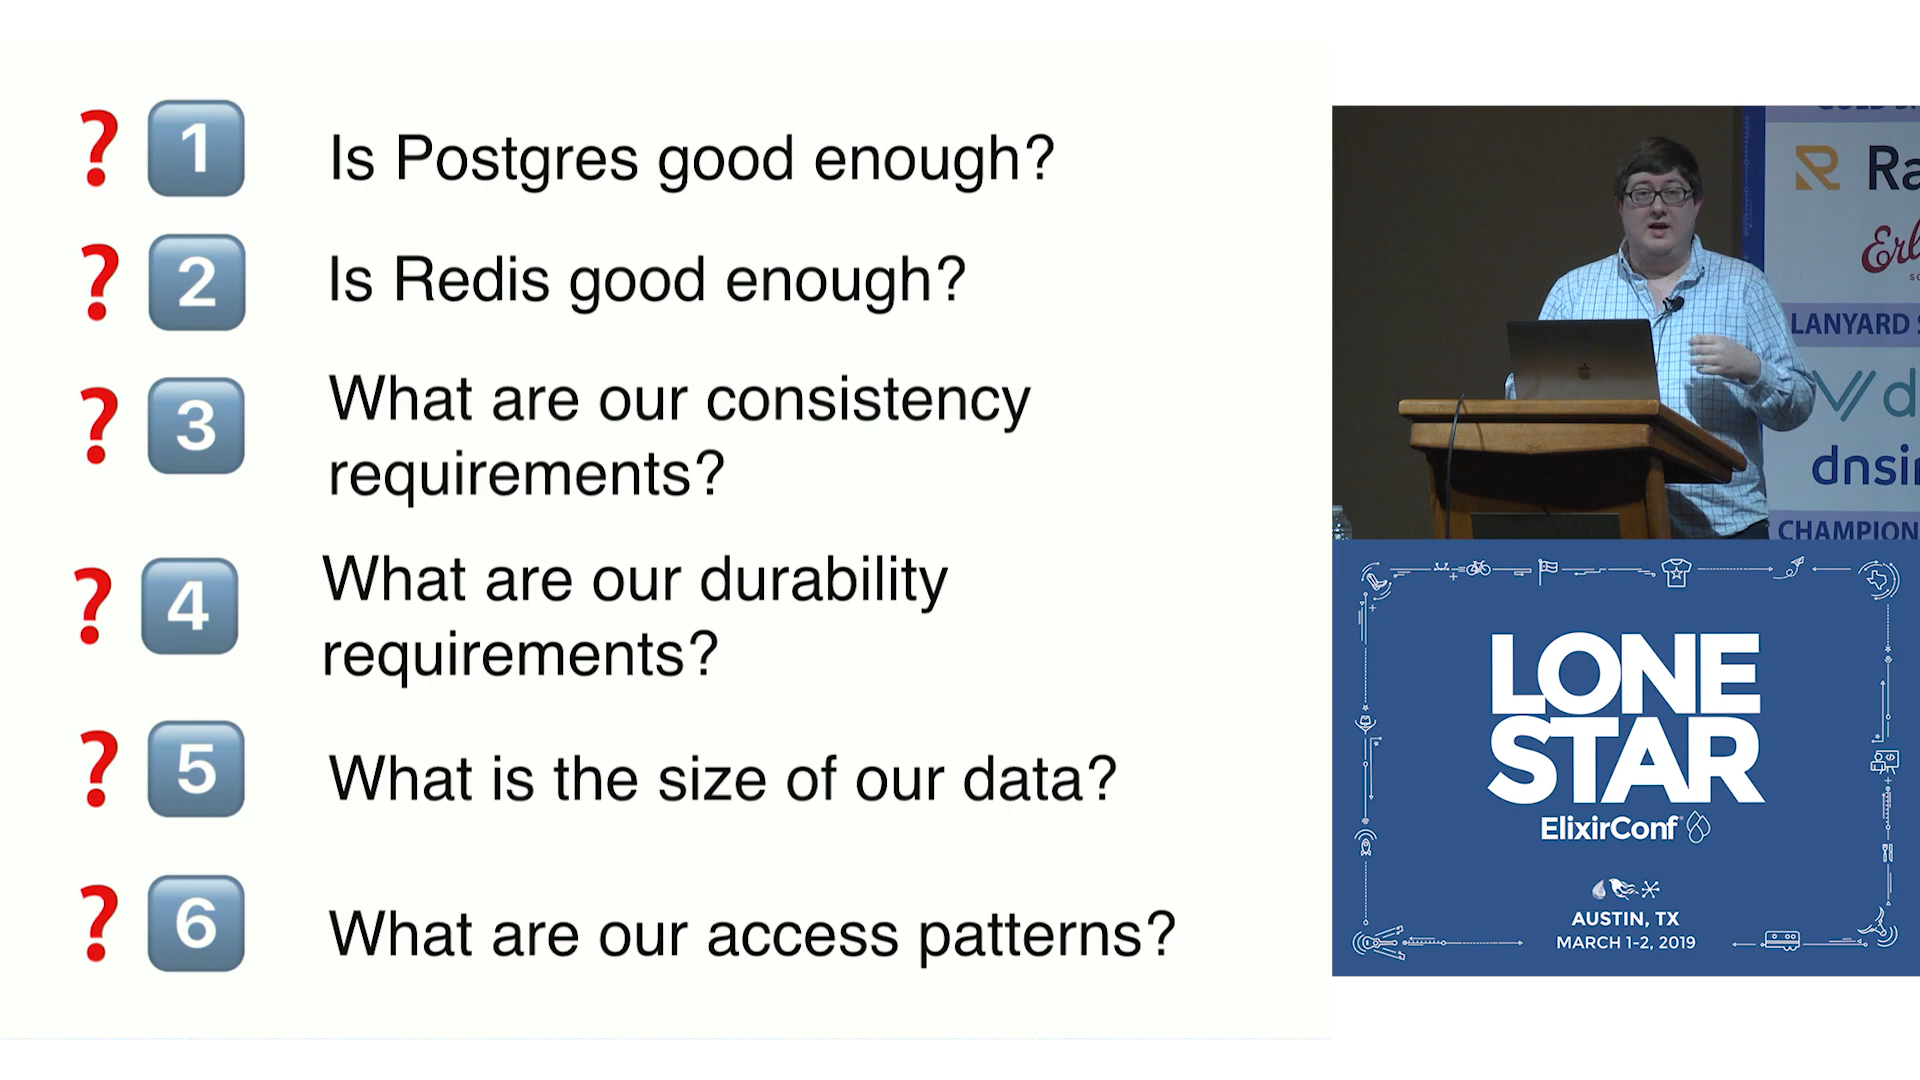 ❓ 1 Is Postgres good enough?
❓ 2 Is Redis good enough?
❓ 3 What are our consistency
requirements?
❓ 4 What are our durability
requirements?
❓ 5 What is the size of our data?
❓ 6 What are our access patterns?
LANYARD
CHAMPION
LONE
STAR
ElixirConf
AUSTIN, TX
MARCH 1-2, 2019